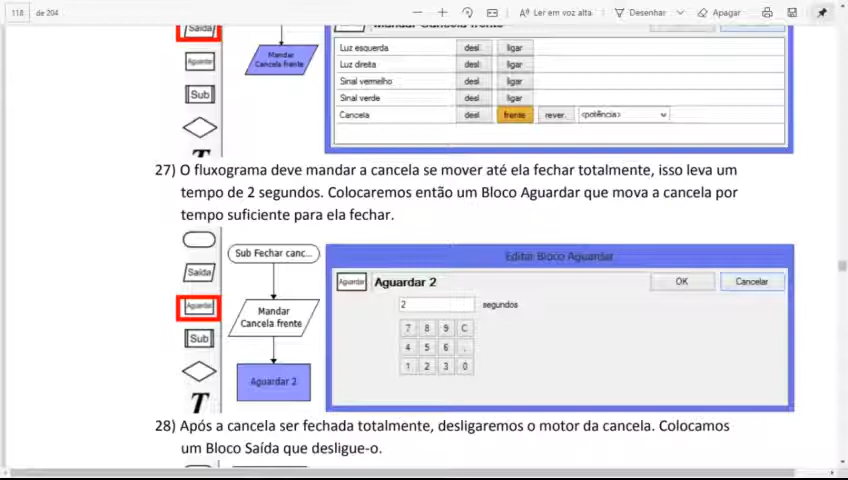 118 de 204 Ler em voz alta Desenhar Apagar
Saída
Mandar Cancela frente
Aguardar
Mandar
Cancela frente
Sub
Luz esquerda desl ligar
Luz direita desl ligar
Sinal vermelho desl ligar
Sinal verde desl ligar
Cancela desl frente rever. <potência>
27) O fluxograma deve mandar a cancela se mover até ela fechar totalmente, isso leva um
tempo de 2 segundos. Colocaremos então um Bloco Aguardar que mova a cancela por
tempo suficiente para ela fechar.
Sub Fechar canc...
Editar Bloco Aguardar
Saída
Aguardar Aguardar 2 OK Cancelar
2 segundos
Aguardar
Mandar
Cancela frente
7 8 9 C
4 5 6 .
1 2 3 0
Sub
Aguardar 2
T
28) Após a cancela ser fechada totalmente, desligaremos o motor da cancela. Colocamos
um Bloco Saída que desligue-o.